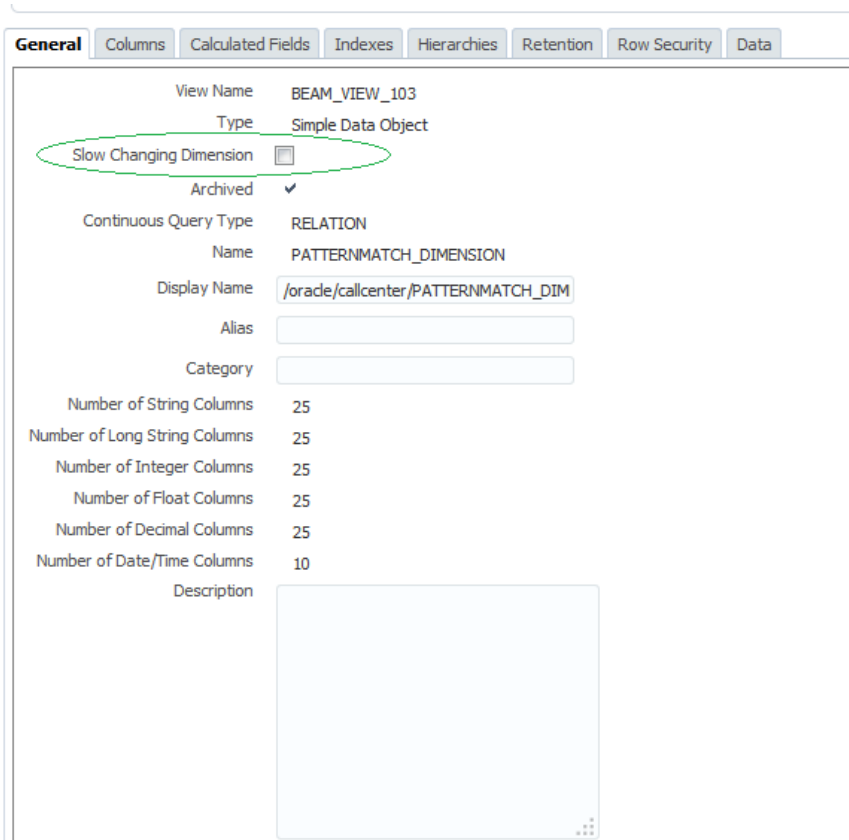 General Columns Calculated Fields Indexes Hierarchies Retention Row Security Data
View Name BEAM_VIEW_103
Type Simple Data Object
Slow Changing Dimension
Archived
Continuous Query Type RELATION
Name PATTERNMATCH_DIMENSION
Display Name /oracle/callcenter/PATTERNMATCH_DIM
Alias
Category
Number of String Columns 25
Number of Long String Columns 25
Number of Integer Columns 25
Number of Float Columns 25
Number of Decimal Columns 25
Number of Date/Time Columns 10
Description